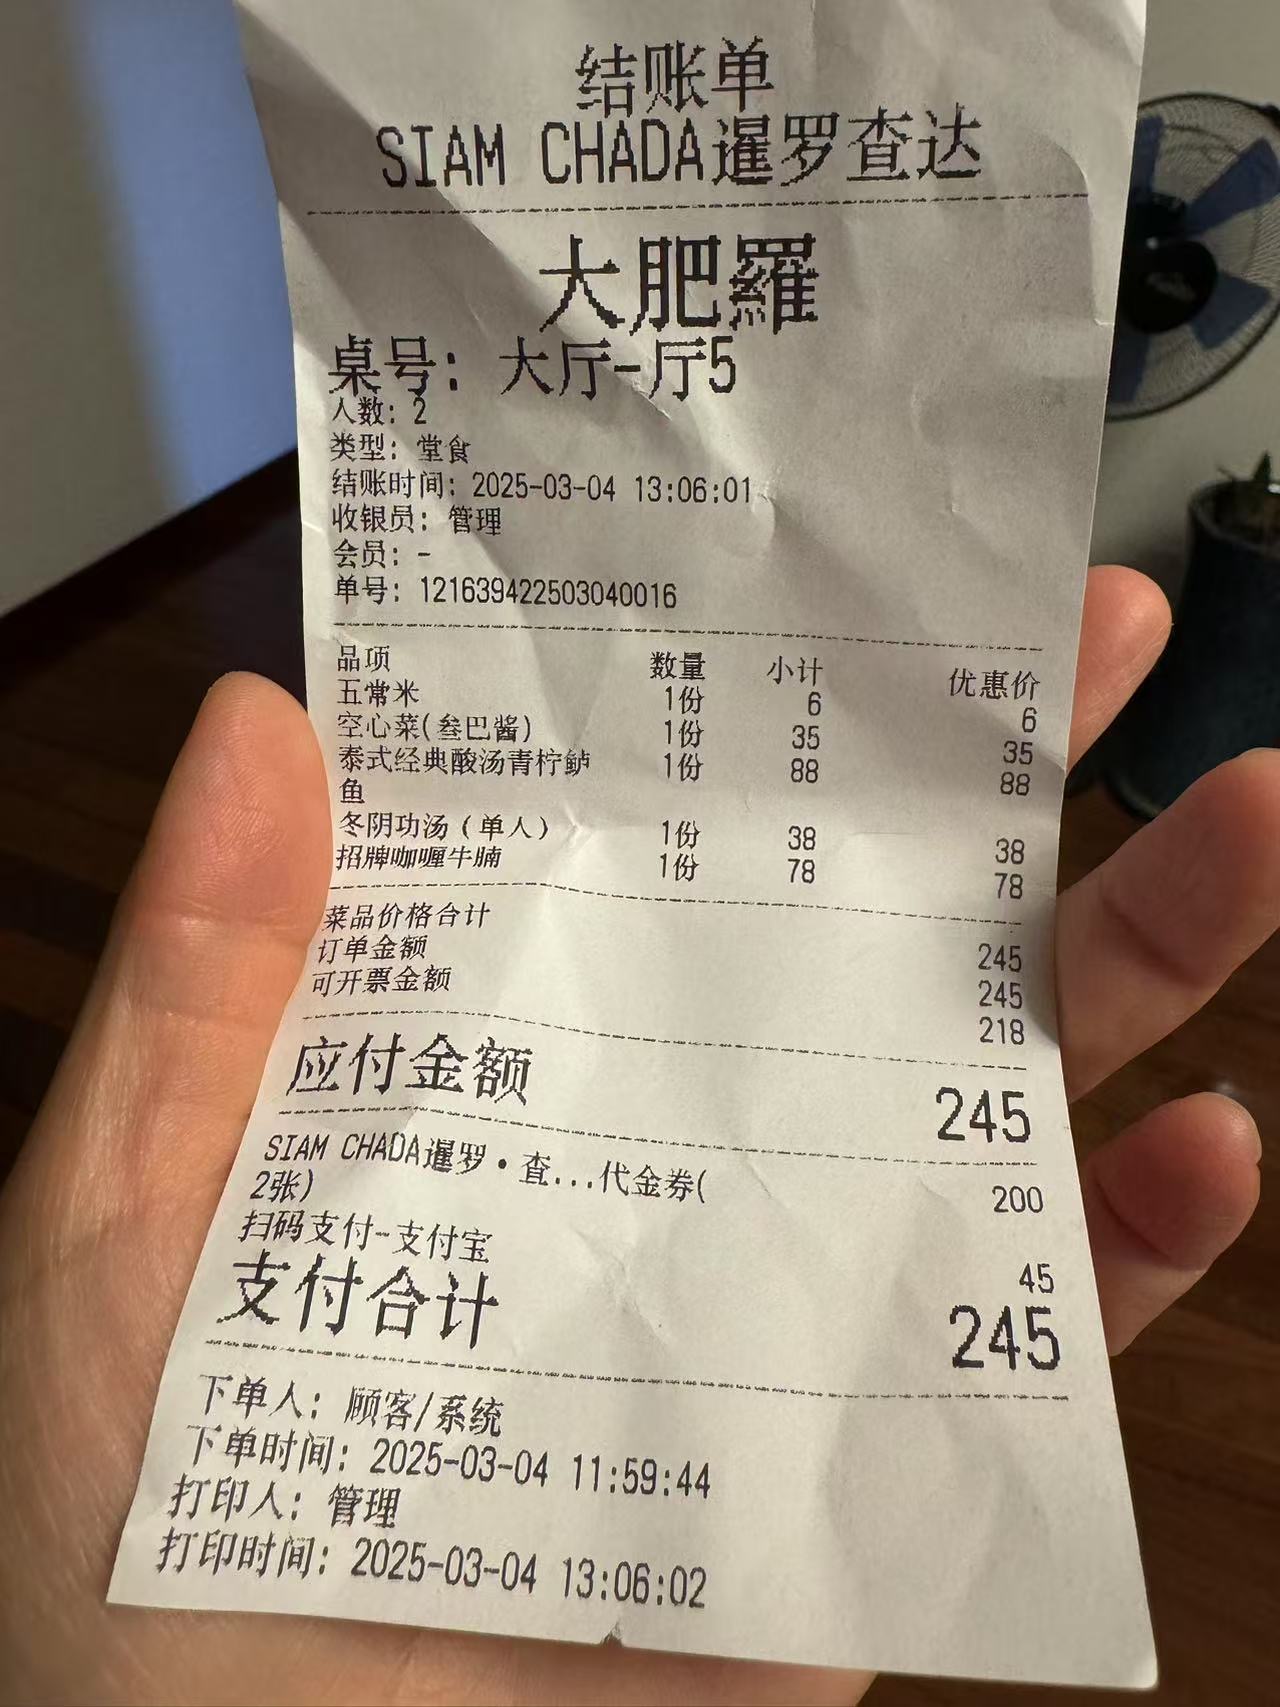 结账单
SIAM CHADA暹罗查达
大肥羅
桌号：大厅-厅5
人数：2
类型：堂食
结账时间：2025-03-04 13:06:01
收银员：管理
会员：-
单号：121639422503040016
品项 数量 小计 优惠价
五常米 1份 6 6
空心菜(叁巴酱) 1份 35 35
泰式经典酸汤青柠鲈 1份 88 88
鱼
冬阴功汤（单人） 1份 38 38
招牌咖喱牛腩 1份 78 78
菜品价格合计 245
订单金额 245
可开票金额 218
应付金额 245
SIAM CHADA暹罗·查...代金券( 200
2张)
扫码支付-支付宝 45
支付合计 245
下单人：顾客/系统
下单时间：2025-03-04 11:59:44
打印人：管理
打印时间：2025-03-04 13:06:02